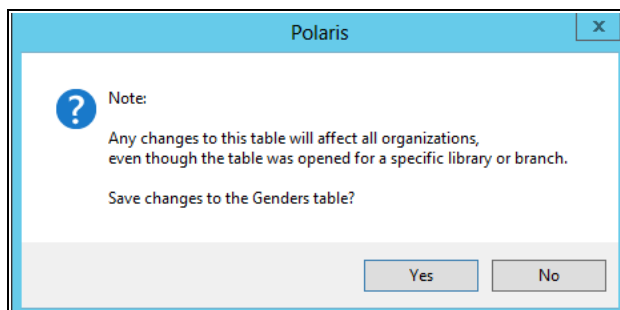 Polaris
x
Note:
Any changes to this table will affect all organizations,
even though the table was opened for a specific library or branch.
Save changes to the Genders table?
Yes No